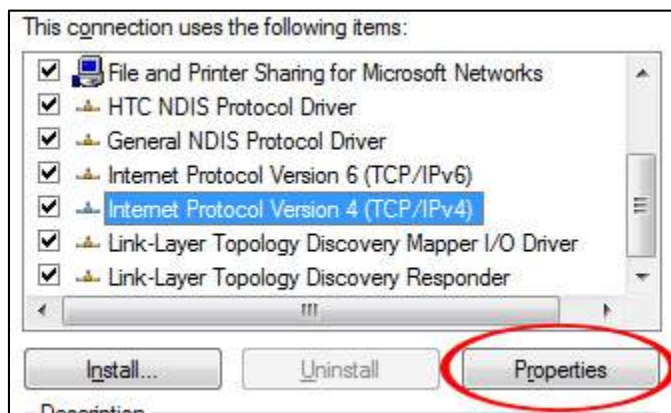 This connection uses the following items:
File and Printer Sharing for Microsoft Networks
HTC NDIS Protocol Driver
General NDIS Protocol Driver
Internet Protocol Version 6 (TCP/IPv6)
Internet Protocol Version 4 (TCP/IPv4)
Link-Layer Topology Discovery Mapper I/O Driver
Link-Layer Topology Discovery Responder
Install... Uninstall Properties
Description